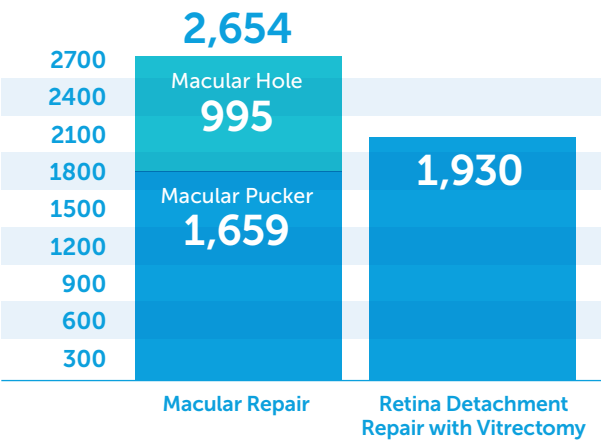 2,654
2700
2400
2100
1800
1500
1200
900
600
300
Macular Hole
995
Macular Pucker
1,659
1,930
Macular Repair
Retina Detachment
Repair with Vitrectomy